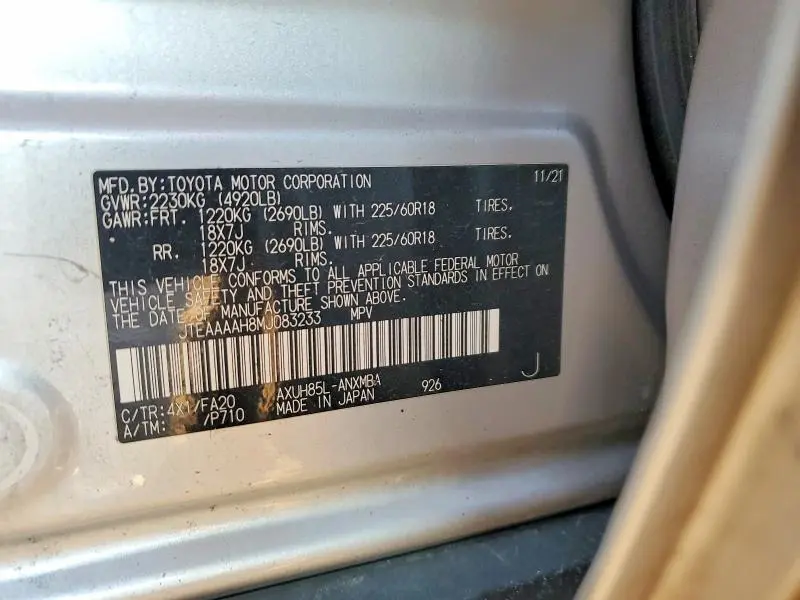 MFD.BY:TOYOTA MOTOR CORPORATION 11/21
GVWR:2230KG (4920LB)
GAWR:FRT. 1220KG (2690LB) WITH 225/60R18 TIRES.
18X7J RIMS.
RR. 1220KG (2690LB) WITH 225/60R18 TIRES.
18X7J RIMS.
THIS VEHICLE CONFORMS TO ALL APPLICABLE FEDERAL MOTOR
VEHICLE SAFETY AND THEFT PREVENTION STANDARDS IN EFFECT ON
THE DATE OF MANUFACTURE SHOWN ABOVE.
JTEAAAAH8MJ083233 MPV
J
C/TR:4X1/FA20 AXUH85L-ANXMBA 926
A/TM: /P710 MADE IN JAPAN